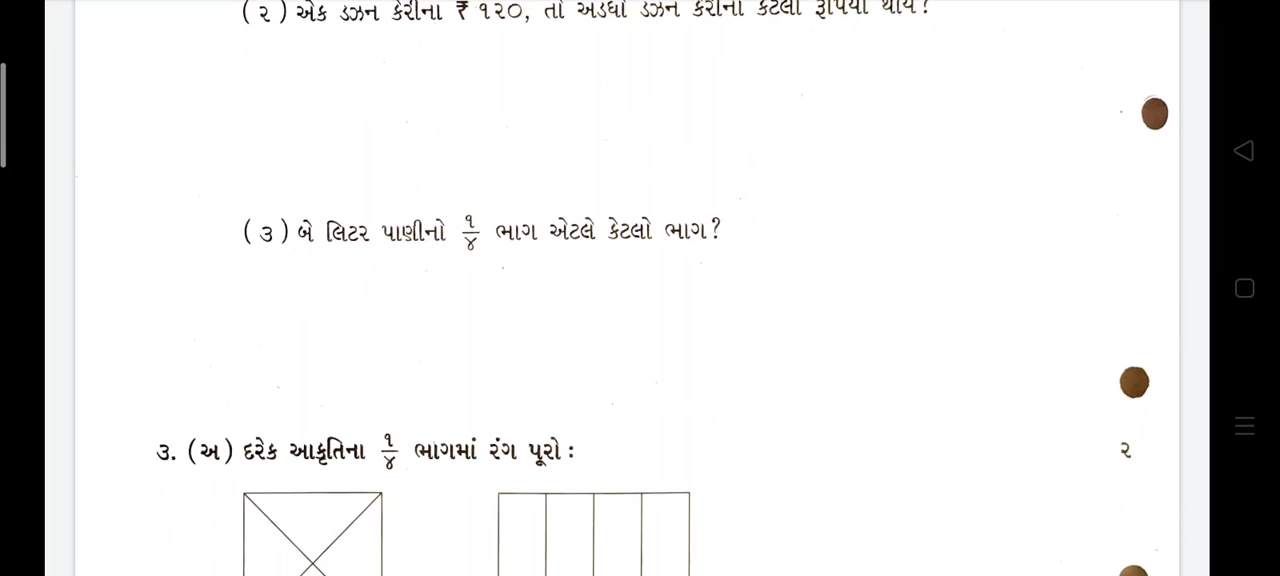 (૨) એક ડઝન કેરીના ₹ ૧૨૦, તો અડધા ડઝન કેરીના કેટલા રૂપિયા થાય?
(૩) બે લિટર પાણીનો ૧/૪ ભાગ એટલે કેટલો ભાગ?
૩. (અ) દરેક આકૃતિના ૧/૪ ભાગમાં રંગ પૂરો : ૨